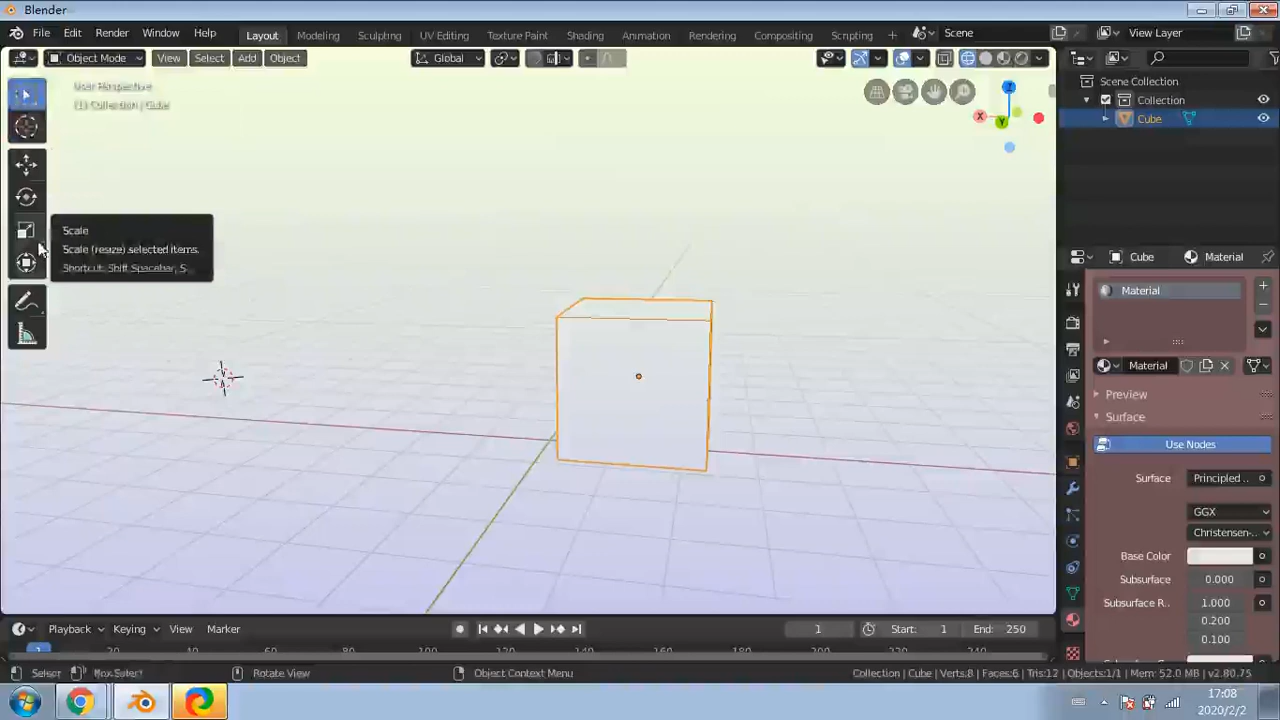 Blender
File Edit Render Window Help Layout Modeling Sculpting UV Editing Texture Paint Shading Animation Rendering Compositing Scripting Scene View Layer
Object Mode View Select Add Object Global
User Perspective
(1) Collection | Cube
Z
X
Y
Scene Collection
Collection
Cube
Scale
Scale (resize) selected items.
Shortcut: Shift Spacebar, S
Cube Material
Material
Material
Preview
Surface
Use Nodes
Surface Principled ..
GGX
Christensen-..
Base Color
Subsurface 0.000
Subsurface R.. 1.000
0.200
0.100
Playback Keying View Marker 1 Start: 1 End: 250
Select Box Select Rotate View Object Context Menu Collection | Cube | Verts:8 | Faces:6 | Tris:12 | Objects:1/1 | Mem: 52.0 MB | v2.80.75
17:08
2020/2/2